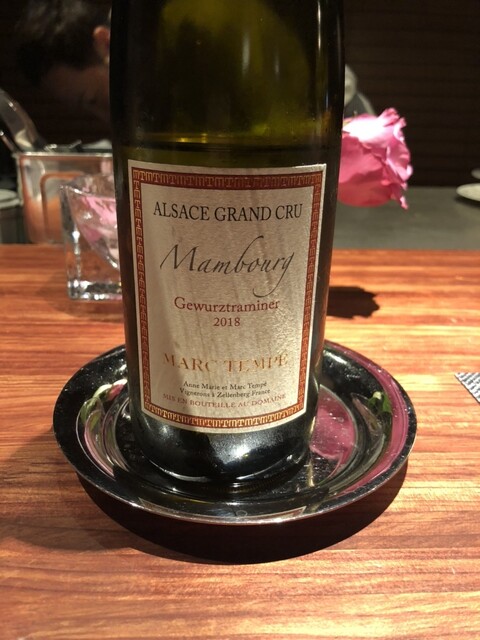 ALSACE GRAND CRU
Mambourg
Gewurztraminer
2018
MARC TEMPÉ
Anne Marie et Marc Tempé
Vignerons à Zellenberg France
MIS EN BOUTEILLE AU DOMAINE